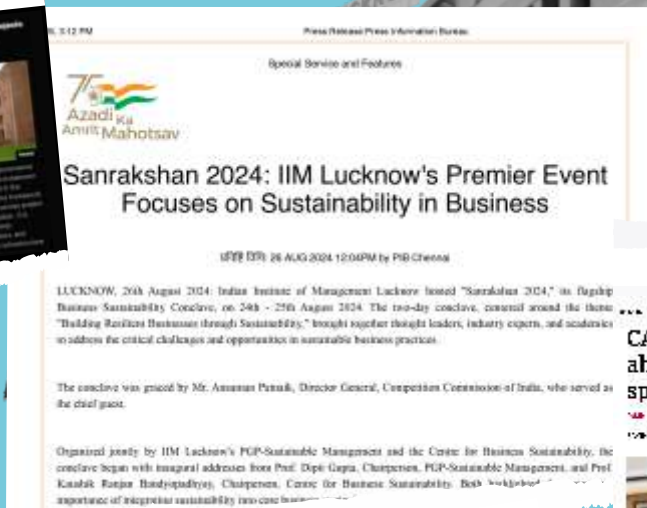 3:12 PM
Press Release:Press Information Bureau
Special Service and Features
75
Azadi Ka
Amrit Mahotsav
Sanrakshan 2024: IIM Lucknow's Premier Event
Focuses on Sustainability in Business
26 AUG 2024 12:04PM by PIB Chennai
LUCKNOW, 26th August 2024: Indian Institute of Management Lucknow hosted "Sanrakshan 2024," its flagship
Business Sustainability Conclave, on 24th - 25th August 2024. The two-day conclave, centered around the theme
"Building Resilient Businesses through Sustainability," brought together thought leaders, industry experts, and academics
to address the critical challenges and opportunities in sustainable business practices.
The conclave was graced by Mr. Anuman Patnaik, Director General, Competition Commission of India, who served as
the chief guest.
Organized jointly by IIM Lucknow's PGP-Sustainable Management and the Centre for Business Sustainability, the
conclave began with inaugural addresses from Prof. Dipti Gupta, Chairperson, PGP-Sustainable Management, and Prof.
Kaushik Ranjan Bandyopadhyay, Chairperson, Centre for Business Sustainability. Both highlighted
importance of integrating sustainability into core
CA
ah
sp